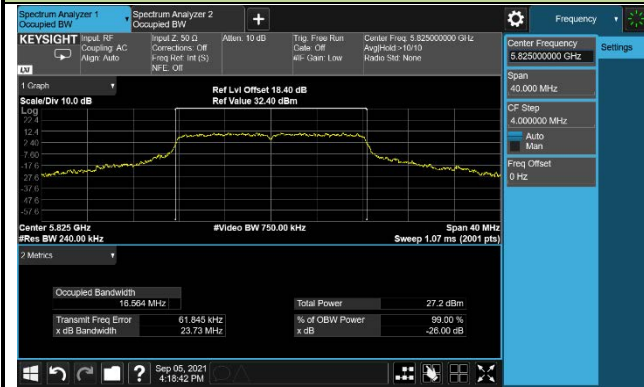 Spectrum Analyzer 1
Occupied BW
Spectrum Analyzer 2
Occupied BW
+
Frequency
KEYSIGHT
Input: RF
Coupling: AC
Align: Auto
Input Z: 50 Ω
Corrections: Off
Freq Ref: Int (S)
NFE: Off
Atten: 10 dB
Trig: Free Run
Gate: Off
#IF Gain: Low
Center Freq: 5.825000000 GHz
Avg|Hold:>10/10
Radio Std: None
LXI
Center Frequency
5.825000000 GHz
Settings
Span
40.000 MHz
CF Step
4.000000 MHz
Auto
Man
Freq Offset
0 Hz
1 Graph
Scale/Div 10.0 dB
Ref Lvl Offset 18.40 dB
Ref Value 32.40 dBm
Log
22.4
12.4
2.40
-7.60
-17.6
-27.6
-37.6
-47.6
-57.6
Center 5.825 GHz
#Res BW 240.00 kHz
#Video BW 750.00 kHz
Span 40 MHz
Sweep 1.07 ms (2001 pts)
2 Metrics
Occupied Bandwidth
16.564 MHz
Transmit Freq Error 61.845 kHz
x dB Bandwidth 23.73 MHz
Total Power 27.2 dBm
% of OBW Power 99.00 %
x dB -26.00 dB
?
Sep 05, 2021
4:18:42 PM